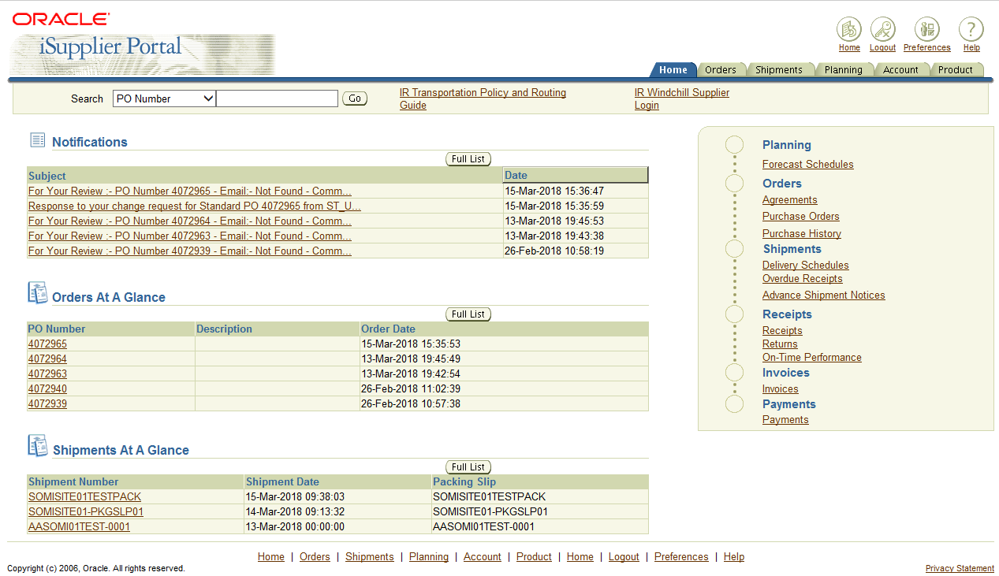 ORACLE
iSupplier Portal
Home Logout Preferences Help
Home Orders Shipments Planning Account Product
Search PO Number Go IR Transportation Policy and Routing IR Windchill Supplier
Guide Login
Notifications
Full List
Subject Date
For Your Review :- PO Number 4072965 - Email:- Not Found - Comm... 15-Mar-2018 15:36:47
Response to your change request for Standard PO 4072965 from ST_U... 15-Mar-2018 15:35:59
For Your Review :- PO Number 4072964 - Email:- Not Found - Comm... 13-Mar-2018 19:45:53
For Your Review :- PO Number 4072963 - Email:- Not Found - Comm... 13-Mar-2018 19:43:38
For Your Review :- PO Number 4072939 - Email:- Not Found - Comm... 26-Feb-2018 10:58:19
Orders At A Glance
Full List
PO Number Description Order Date
4072965 15-Mar-2018 15:35:53
4072964 13-Mar-2018 19:45:49
4072963 13-Mar-2018 19:42:54
4072940 26-Feb-2018 11:02:39
4072939 26-Feb-2018 10:57:38
Shipments At A Glance
Full List
Shipment Number Shipment Date Packing Slip
SOMISITE01TESTPACK 15-Mar-2018 09:38:03 SOMISITE01TESTPACK
SOMISITE01-PKGSLP01 14-Mar-2018 09:13:32 SOMISITE01-PKGSLP01
AASOMI01TEST-0001 13-Mar-2018 00:00:00 AASOMI01TEST-0001
Planning
Forecast Schedules
Orders
Agreements
Purchase Orders
Purchase History
Shipments
Delivery Schedules
Overdue Receipts
Advance Shipment Notices
Receipts
Receipts
Returns
On-Time Performance
Invoices
Invoices
Payments
Payments
Home | Orders | Shipments | Planning | Account | Product | Home | Logout | Preferences | Help
Copyright (c) 2006, Oracle. All rights reserved. Privacy Statement